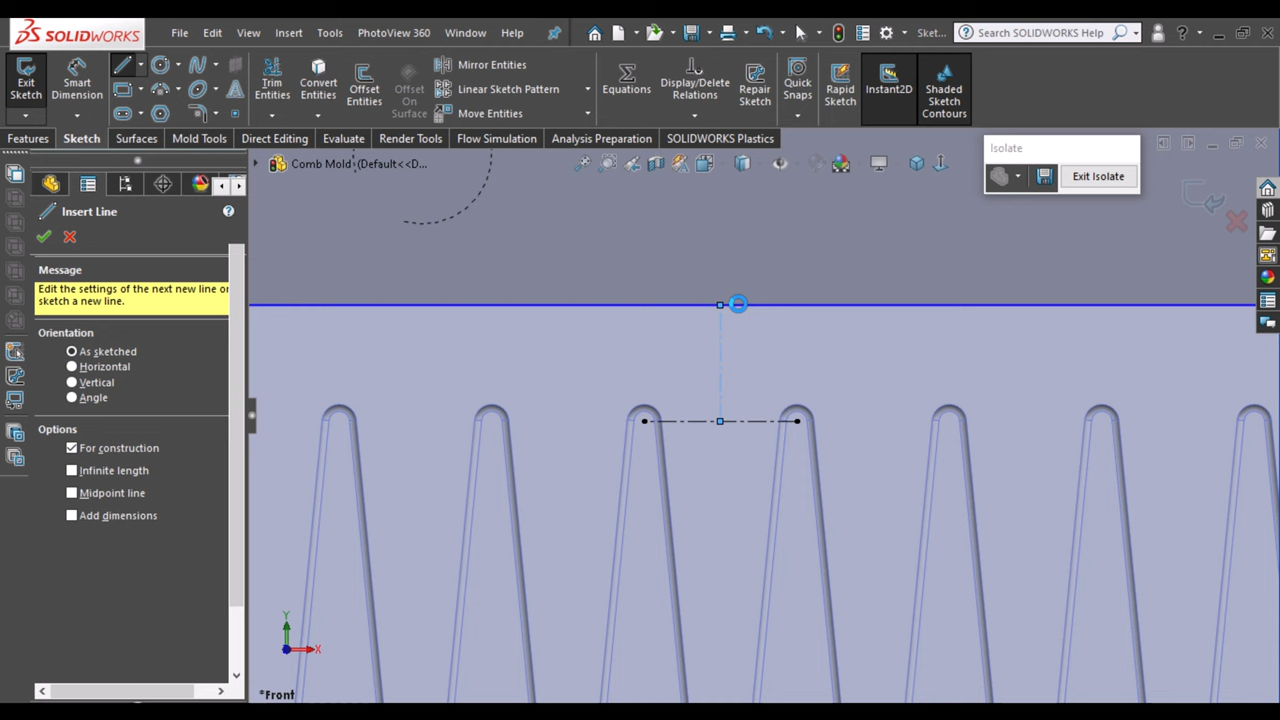 SOLIDWORKS
File Edit View Insert Tools PhotoView 360 Window Help
Sket...
Search SOLIDWORKS Help
Exit Sketch
Smart Dimension
Trim Entities
Convert Entities
Offset Entities
Offset On Surface
Mirror Entities
Linear Sketch Pattern
Move Entities
Equations
Display/Delete Relations
Repair Sketch
Quick Snaps
Rapid Sketch
Instant2D
Shaded Sketch Contours
Features Sketch Surfaces Mold Tools Direct Editing Evaluate Render Tools Flow Simulation Analysis Preparation SOLIDWORKS Plastics
Isolate
Exit Isolate
Comb Mold (Default<<D...
Insert Line
?
Message
Edit the settings of the next new line or
sketch a new line.
Orientation
As sketched
Horizontal
Vertical
Angle
Options
For construction
Infinite length
Midpoint line
Add dimensions
Y
X
*Front